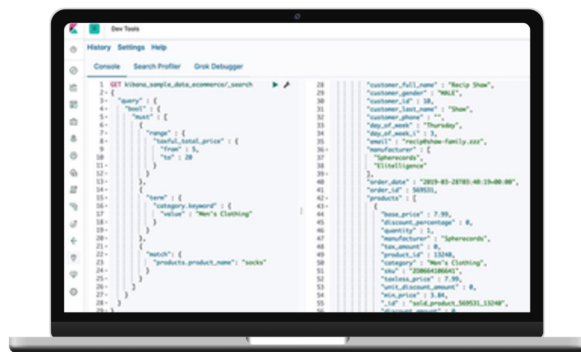 Dev Tools
History Settings Help
Console Search Profiler Grok Debugger
1 GET kibana_sample_data_ecommerce/_search
2- {
3- "query" : {
4- "bool" : {
5- "must" : [
6- {
7- "range" : {
8- "taxful_total_price" : {
9 "from" : 5,
10 "to" : 20
11- }
12- }
13- },
14- {
15- "term" : {
16- "category.keyword" : {
17 "value" : "Men's Clothing"
18- }
19- }
20- },
21- {
22- "match": {
23 "products.product_name": "socks"
24- }
25- }
26- ]
27- }
28- }
29- }
28 "customer_full_name" : "Recip Shaw",
29 "customer_gender" : "MALE",
30 "customer_id" : 10,
31 "customer_last_name" : "Shaw",
32 "customer_phone" : "",
33 "day_of_week" : "Thursday",
34 "day_of_week_i" : 3,
35 "email" : "recip@shaw-family.zzz",
36- "manufacturer" : [
37 "Spherecords",
38 "Elitelligence"
39- ],
40 "order_date" : "2019-03-28T03:40:19+00:00",
41 "order_id" : 569531,
42- "products" : [
43- {
44 "base_price" : 7.99,
45 "discount_percentage" : 0,
46 "quantity" : 1,
47 "manufacturer" : "Spherecords",
48 "tax_amount" : 0,
49 "product_id" : 13240,
50 "category" : "Men's Clothing",
51 "sku" : "ZO0664106641",
52 "taxless_price" : 7.99,
53 "unit_discount_amount" : 0,
54 "min_price" : 3.84,
55 "_id" : "sold_product_569531_13240",
56 "discount_amount" : 0